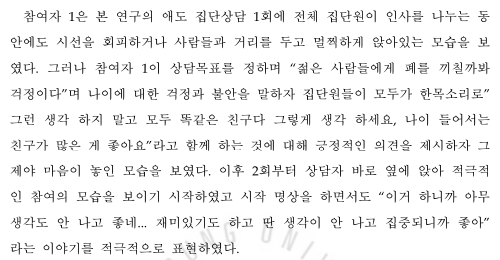 참여자 1은 본 연구의 애도 집단상담 1회에 전체 집단원이 인사를 나누는 동
안에도 시선을 회피하거나 사람들과 거리를 두고 멀찍하게 앉아있는 모습을 보
였다. 그러나 참여자 1이 상담목표를 정하며 “젊은 사람들에게 폐를 끼칠까봐
걱정이다”며 나이에 대한 걱정과 불안을 말하자 집단원들이 모두가 한목소리로”
그런 생각 하지 말고 모두 똑같은 친구다 그렇게 생각 하세요, 나이 들어서는
친구가 많은 게 좋아요”라고 함께 하는 것에 대해 긍정적인 의견을 제시하자 그
제야 마음이 놓인 모습을 보였다. 이후 2회부터 상담자 바로 옆에 앉아 적극적
인 참여의 모습을 보이기 시작하였고 시작 명상을 하면서도 “이거 하니까 아무
생각도 안 나고 좋네... 재미있기도 하고 딴 생각이 안 나고 집중되니까 좋아”
라는 이야기를 적극적으로 표현하였다.